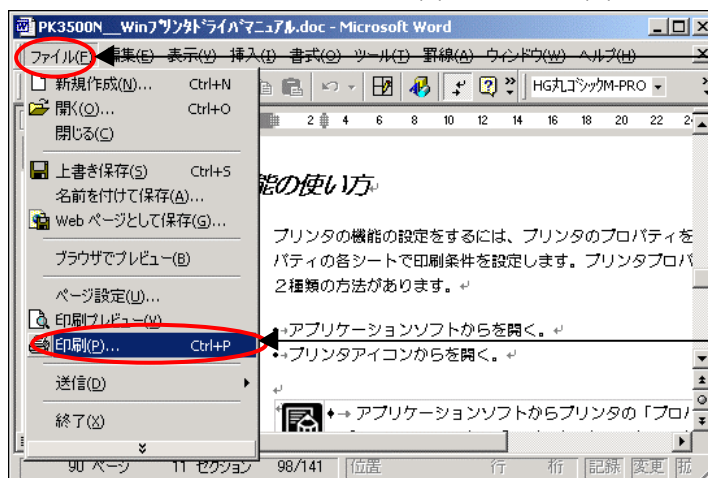 PK3500N__Win7ﾘﾝﾀﾄﾞﾗｲﾊﾞﾏﾆｭｱﾙ.doc - Microsoft Word
ファイル(F) 編集(E) 表示(V) 挿入(I) 書式(O) ツール(T) 罫線(A) ウィンドウ(W) ヘルプ(H)
新規作成(N)... Ctrl+N
HG丸ｺﾞｼｯｸM-PRO
開く(O)... Ctrl+O
閉じる(C)
2 4 6 8 10 12 14 16 18 20 22 2
上書き保存(S) Ctrl+S
名前を付けて保存(A)...
Web ページとして保存(G)...
ブラウザでプレビュー(B)
ページ設定(U)...
印刷プレビュー(V)
印刷(P)... Ctrl+P
送信(D)
終了(X)
能の使い方
プリンタの機能の設定をするには、プリンタのプロパティを
パティの各シートで印刷条件を設定します。プリンタプロパ
２種類の方法があります。
アプリケーションソフトからを開く。
プリンタアイコンからを開く。
アプリケーションソフトからプリンタの「プロパ
90 ページ 11 セクション 98/141 位置 行 桁 記録 変更 拡